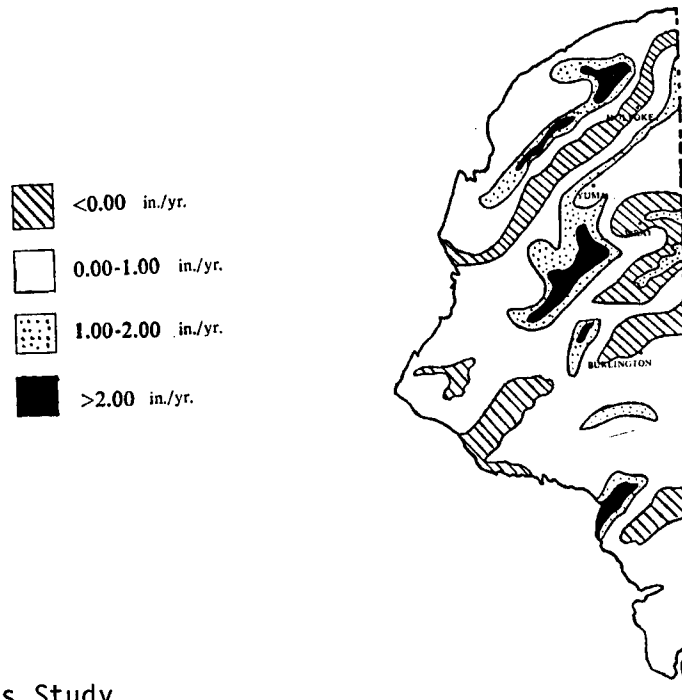 HOLYOKE
YUMA
<0.00 in./yr.
0.00-1.00 in./yr.
1.00-2.00 in./yr.
BURLINGTON
>2.00 in./yr.
s Study